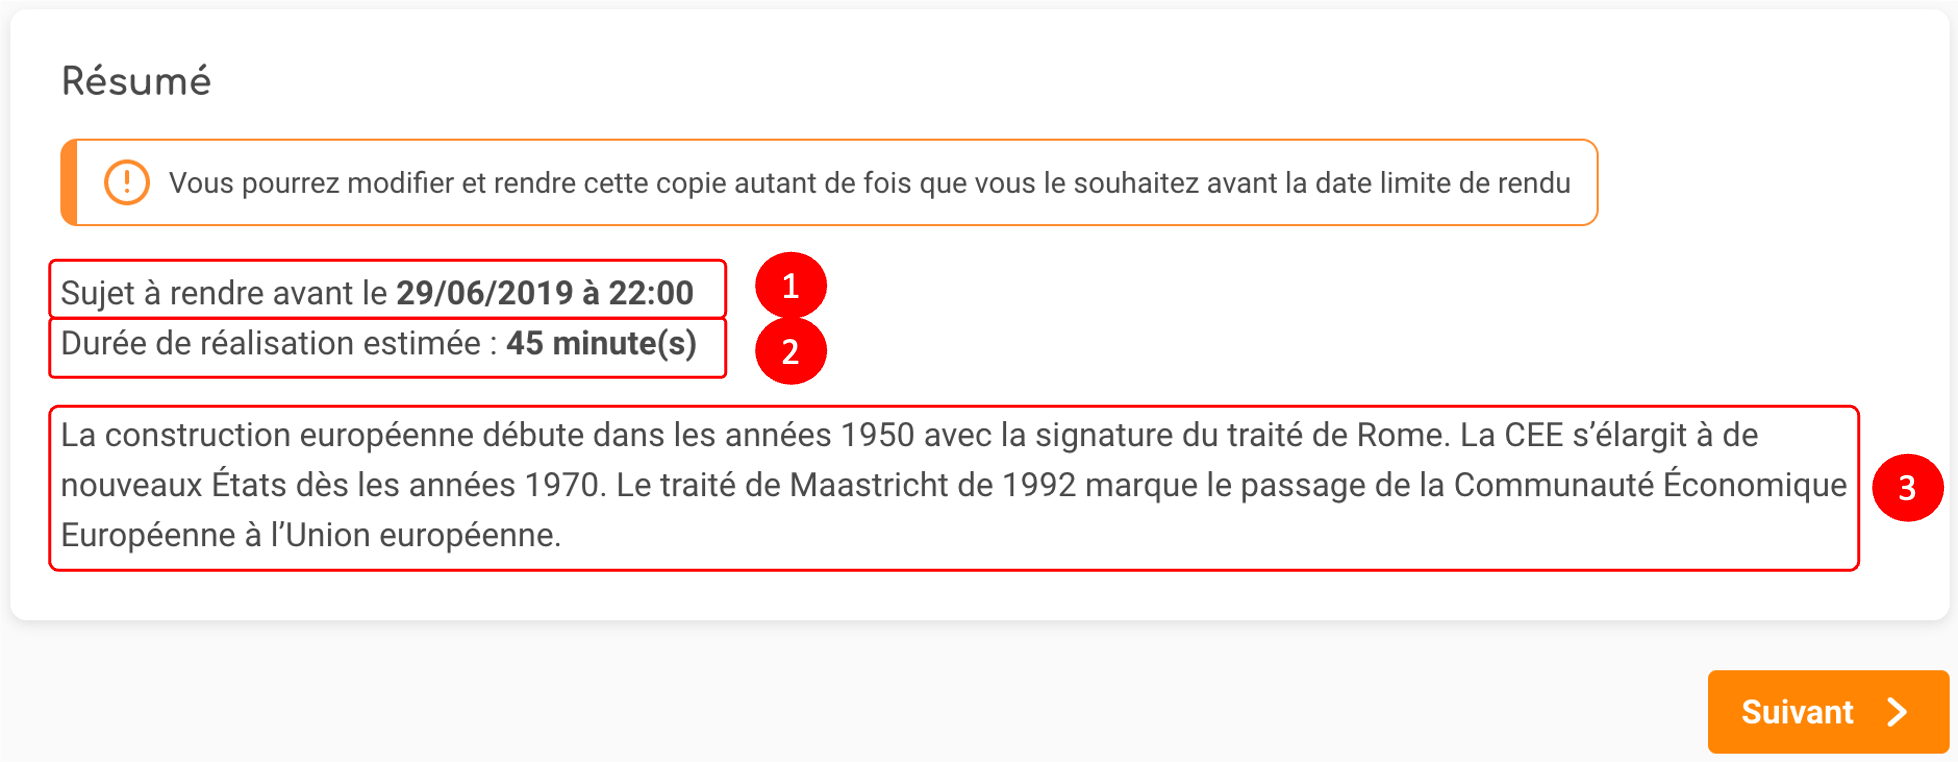 Résumé
Vous pourrez modifier et rendre cette copie autant de fois que vous le souhaitez avant la date limite de rendu
Sujet à rendre avant le 29/06/2019 à 22:00
1
Durée de réalisation estimée : 45 minute(s)
2
La construction européenne débute dans les années 1950 avec la signature du traité de Rome. La CEE s’élargit à de
nouveaux États dès les années 1970. Le traité de Maastricht de 1992 marque le passage de la Communauté Économique
Européenne à l’Union européenne.
3
Suivant